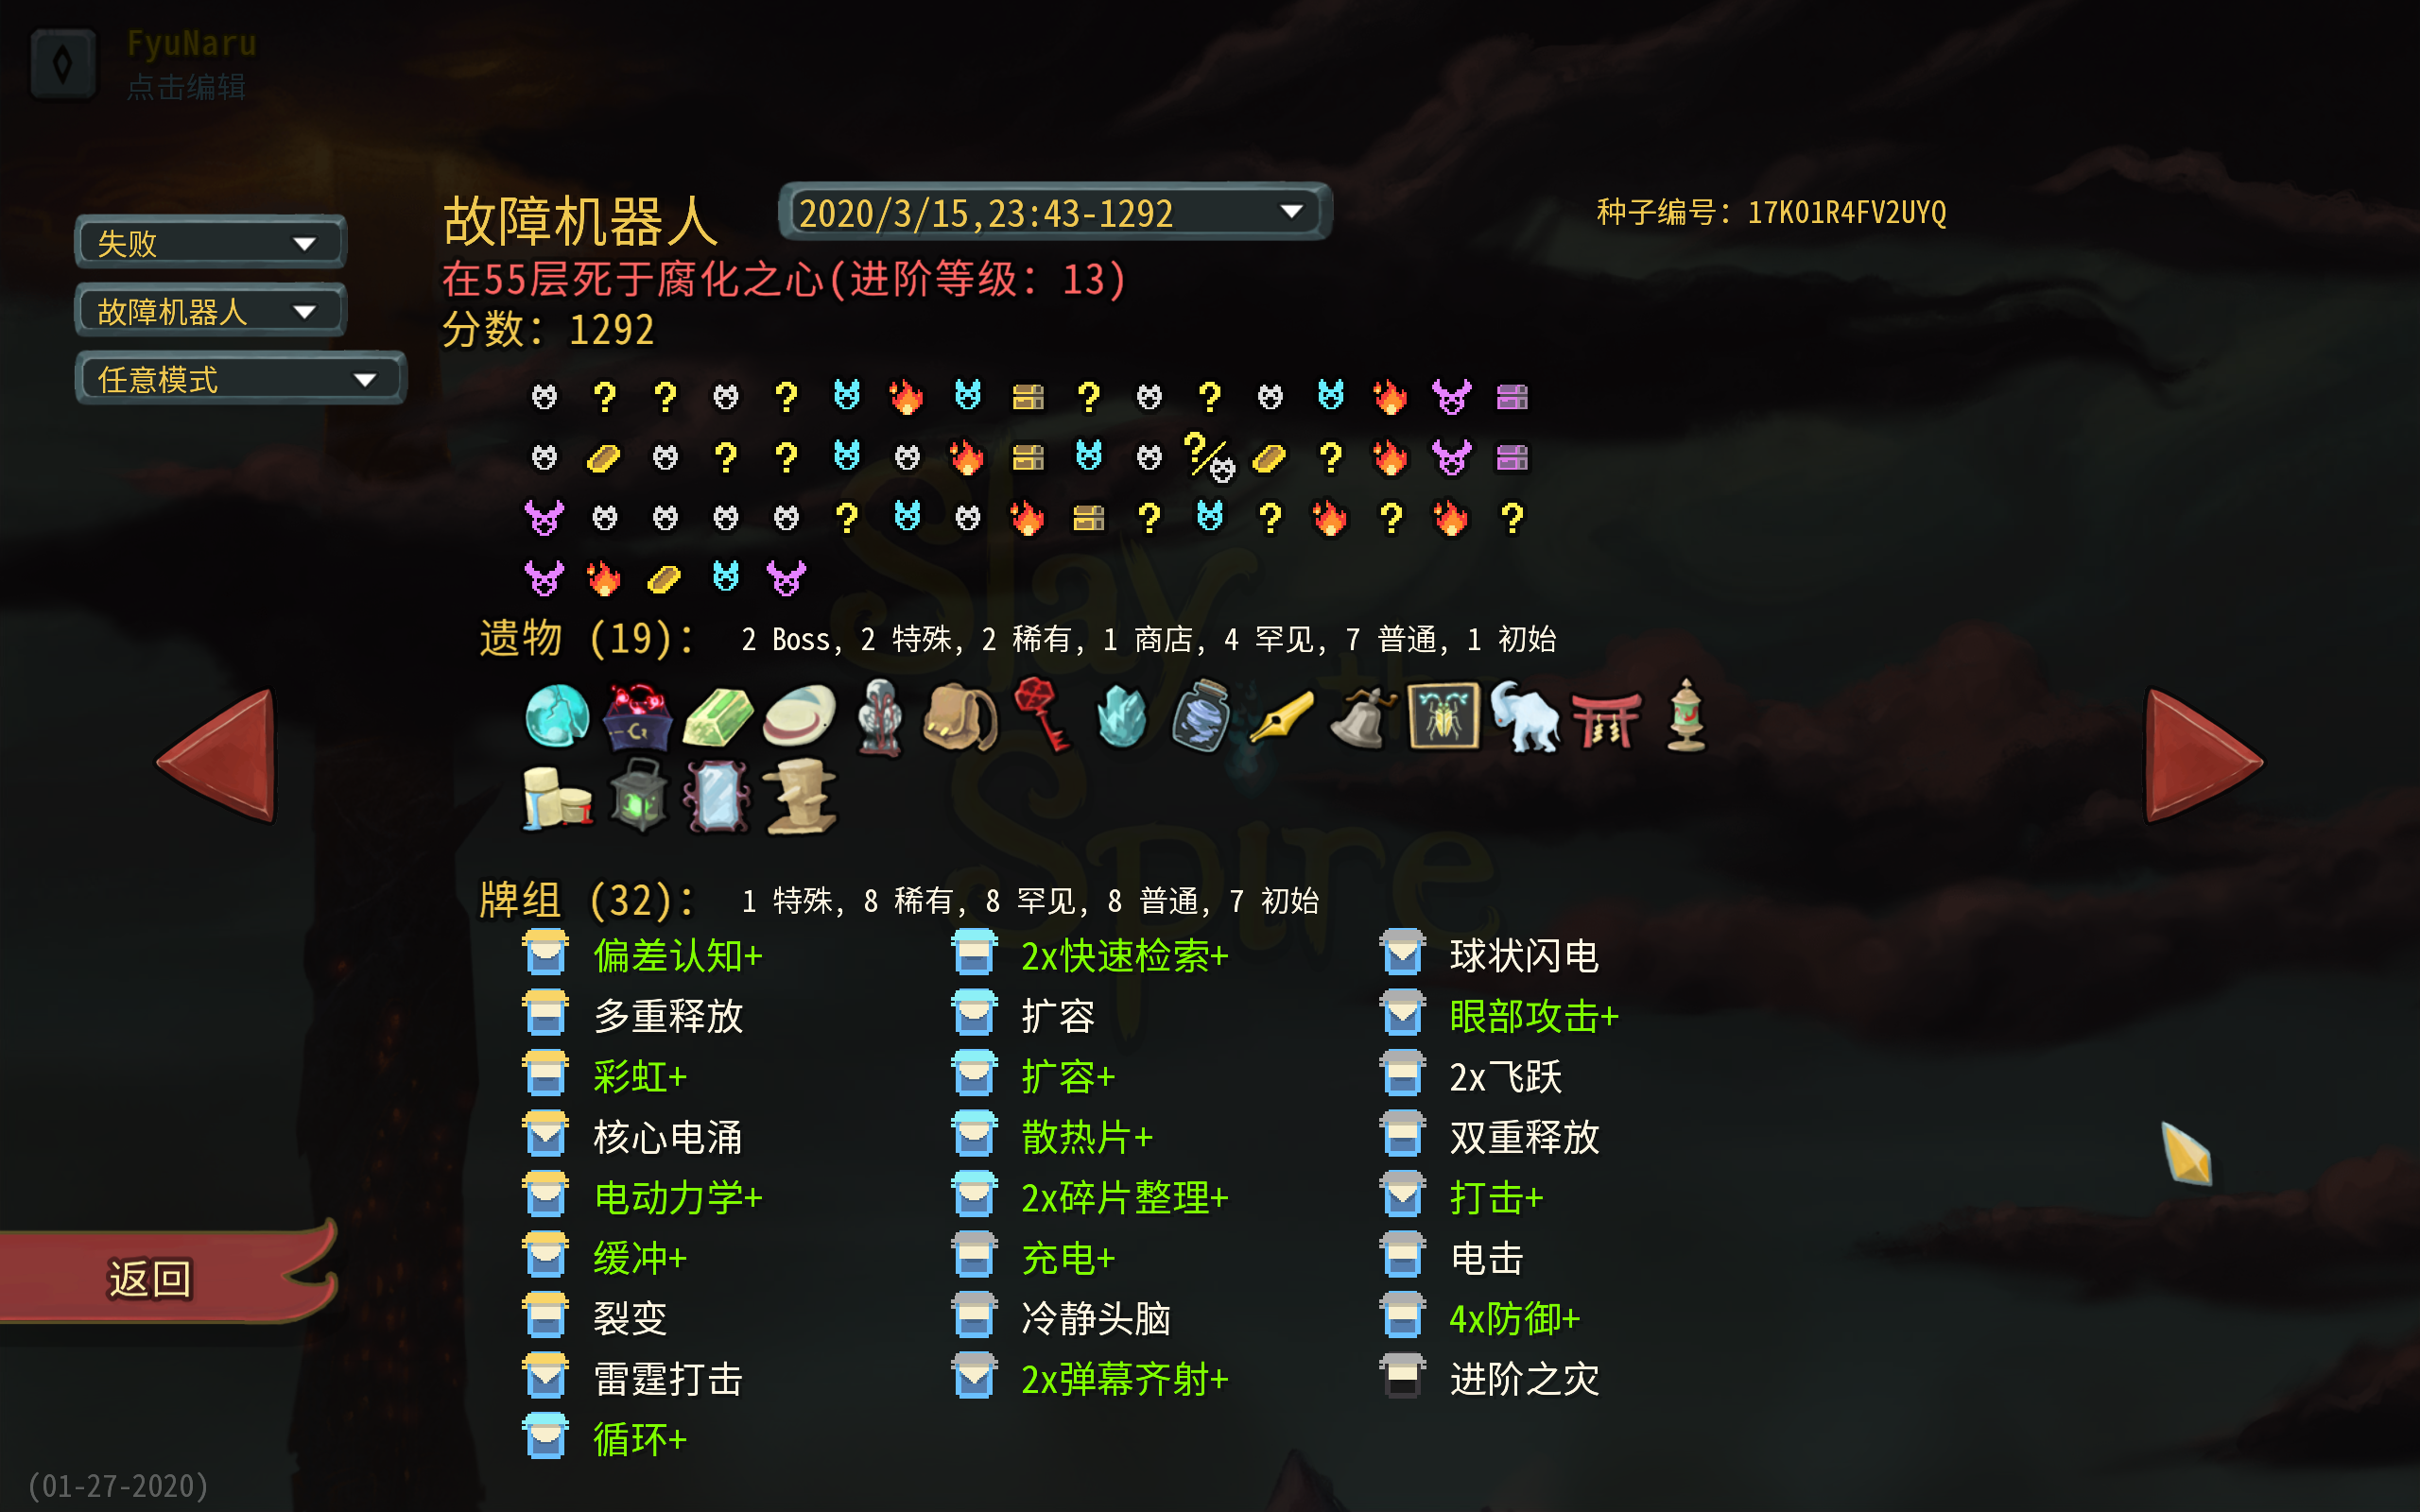 FyuNaru
点击编辑
失败
故障机器人
任意模式
故障机器人
2020/3/15,23:43-1292
种子编号: 17KO1R4FV2UYQ
在55层死于腐化之心(进阶等级: 13)
分数: 1292
遗物 (19): 2 Boss, 2 特殊, 2 稀有, 1 商店, 4 罕见, 7 普通, 1 初始
牌组 (32): 1 特殊, 8 稀有, 8 罕见, 8 普通, 7 初始
偏差认知+
多重释放
彩虹+
核心电涌
电动力学+
缓冲+
裂变
雷霆打击
循环+
2x快速检索+
扩容
扩容+
散热片+
2x碎片整理+
充电+
冷静头脑
2x弹幕齐射+
球状闪电
眼部攻击+
2x飞跃
双重释放
打击+
电击
4x防御+
进阶之灾
Slay
the
Spire
返回
(01-27-2020)